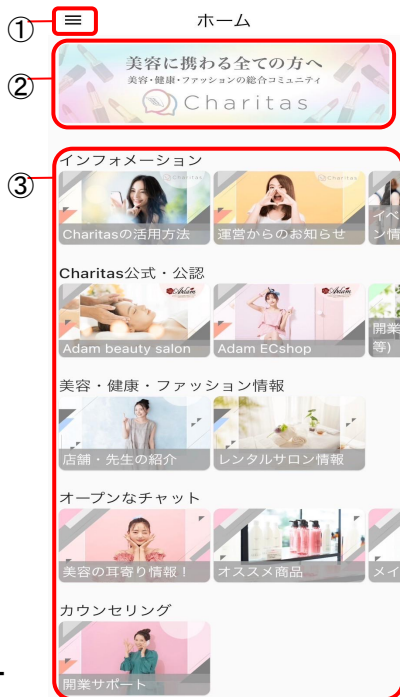 ①
ホーム
②
美容に携わる全ての方へ
美容・健康・ファッションの総合コミュニティ
Charitas
③
インフォメーション
Charitas
Charitasの活用方法
Charitas
運営からのお知らせ
イベ
ン情
Charitas公式・公認
Adam
Adam beauty salon
Adam
Adam ECshop
開業
等)
美容・健康・ファッション情報
店舗・先生の紹介
レンタルサロン情報
オープンなチャット
美容の耳寄り情報！
オススメ商品
メイ
カウンセリング
開業サポート